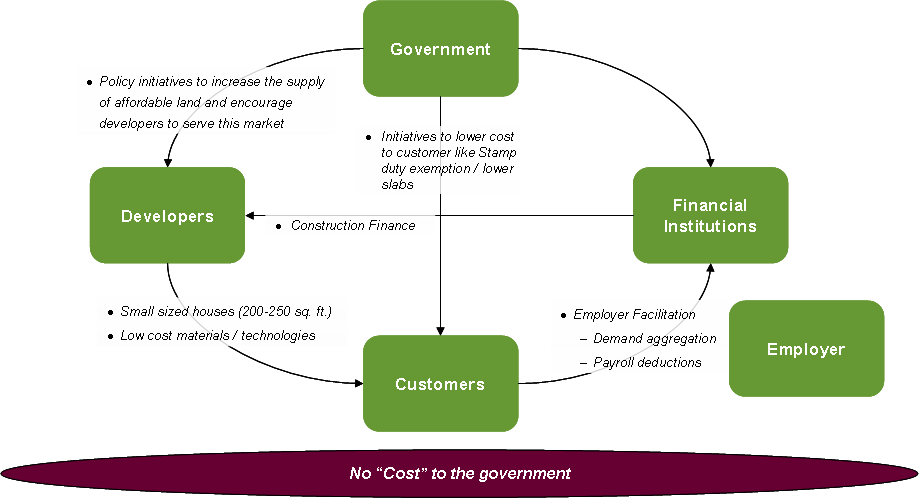 Government
● Policy initiatives to increase the supply
of affordable land and encourage
developers to serve this market
● Initiatives to lower cost
to customer like Stamp
duty exemption / lower
slabs
Developers
Financial
Institutions
● Construction Finance
● Small sized houses (200-250 sq. ft.)
● Low cost materials / technologies
● Employer Facilitation
– Demand aggregation
– Payroll deductions
Employer
Customers
No “Cost” to the government